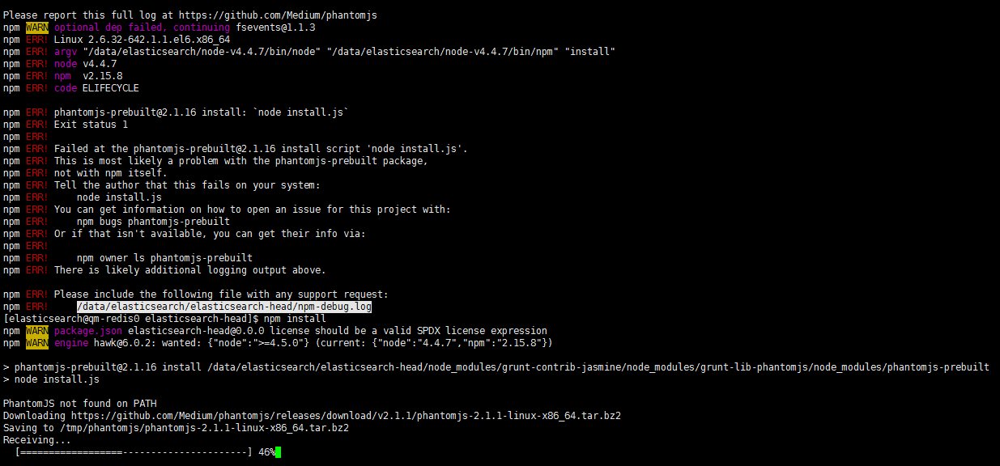 Please report this full log at https://github.com/Medium/phantomjs
npm WARN optional dep failed, continuing fsevents@1.1.3
npm ERR! Linux 2.6.32-642.1.1.el6.x86_64
npm ERR! argv "/data/elasticsearch/node-v4.4.7/bin/node" "/data/elasticsearch/node-v4.4.7/bin/npm" "install"
npm ERR! node v4.4.7
npm ERR! npm  v2.15.8
npm ERR! code ELIFECYCLE
npm ERR! phantomjs-prebuilt@2.1.16 install: `node install.js`
npm ERR! Exit status 1
npm ERR!
npm ERR! Failed at the phantomjs-prebuilt@2.1.16 install script 'node install.js'.
npm ERR! This is most likely a problem with the phantomjs-prebuilt package,
npm ERR! not with npm itself.
npm ERR! Tell the author that this fails on your system:
npm ERR!     node install.js
npm ERR! You can get information on how to open an issue for this project with:
npm ERR!     npm bugs phantomjs-prebuilt
npm ERR! Or if that isn't available, you can get their info via:
npm ERR!
npm ERR!     npm owner ls phantomjs-prebuilt
npm ERR! There is likely additional logging output above.
npm ERR! Please include the following file with any support request:
npm ERR!     /data/elasticsearch/elasticsearch-head/npm-debug.log
[elasticsearch@qm-redis0 elasticsearch-head]$ npm install
npm WARN package.json elasticsearch-head@0.0.0 license should be a valid SPDX license expression
npm WARN engine hawk@6.0.2: wanted: {"node":">=4.5.0"} (current: {"node":"4.4.7","npm":"2.15.8"})
> phantomjs-prebuilt@2.1.16 install /data/elasticsearch/elasticsearch-head/node_modules/grunt-contrib-jasmine/node_modules/grunt-lib-phantomjs/node_modules/phantomjs-prebuilt
> node install.js
PhantomJS not found on PATH
Downloading https://github.com/Medium/phantomjs/releases/download/v2.1.1/phantomjs-2.1.1-linux-x86_64.tar.bz2
Saving to /tmp/phantomjs/phantomjs-2.1.1-linux-x86_64.tar.bz2
Receiving...
  [==================----------------------] 46%